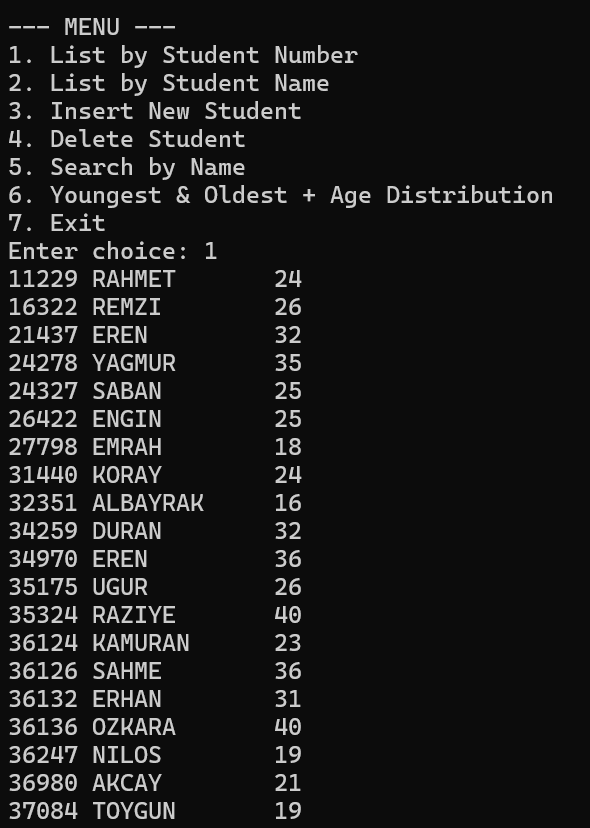 --- MENU ---
1. List by Student Number
2. List by Student Name
3. Insert New Student
4. Delete Student
5. Search by Name
6. Youngest & Oldest + Age Distribution
7. Exit
Enter choice: 1
11229 RAHMET       24
16322 REMZI        26
21437 EREN         32
24278 YAGMUR       35
24327 SABAN        25
26422 ENGIN        25
27798 EMRAH        18
31440 KORAY        24
32351 ALBAYRAK     16
34259 DURAN        32
34970 EREN         36
35175 UGUR         26
35324 RAZIYE       40
36124 KAMURAN      23
36126 SAHME        36
36132 ERHAN        31
36136 OZKARA       40
36247 NILOS        19
36980 AKCAY        21
37084 TOYGUN       19